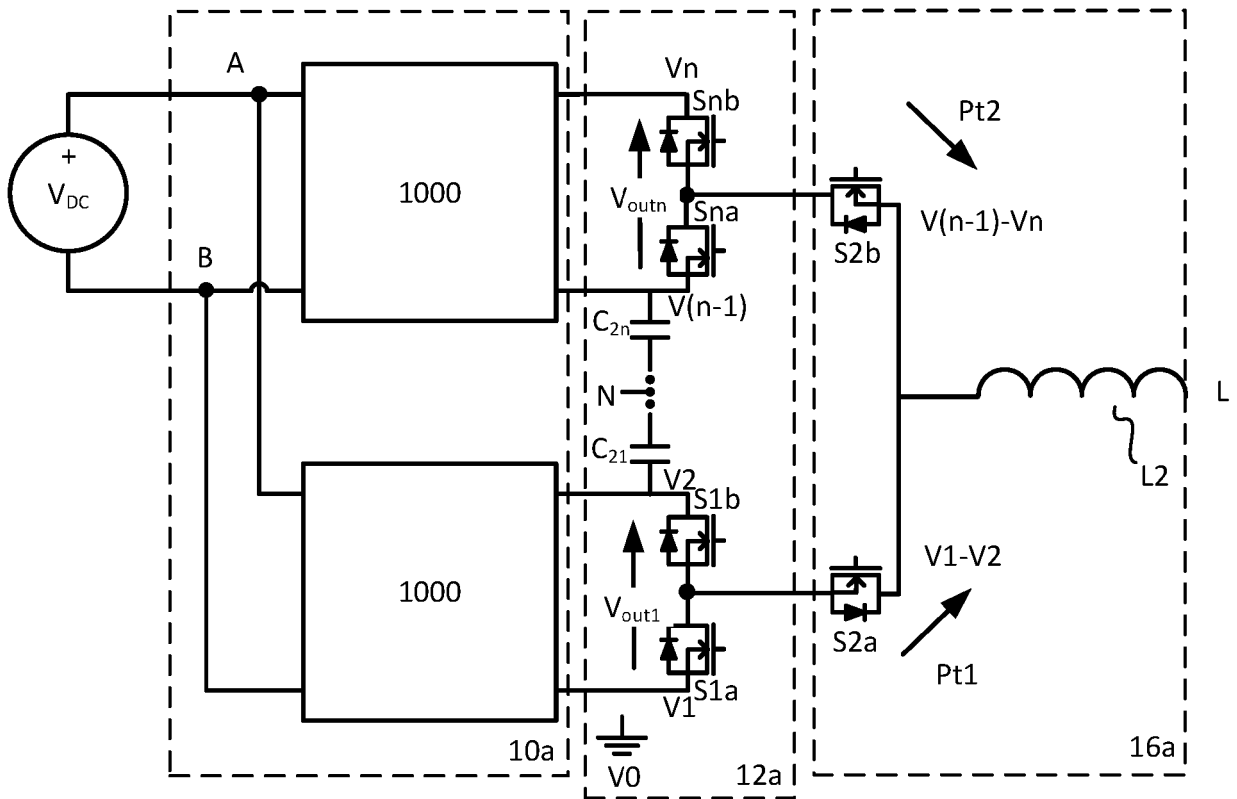 A
+
V_DC
B
1000
Vn
Snb
V_outn
Sna
V(n-1)
C_2n
N
C_21
V2
S1b
1000
V_out1
S1a
V1
V0
10a
12a
Pt2
V(n-1)-Vn
S2b
L
L2
V1-V2
S2a
Pt1
16a